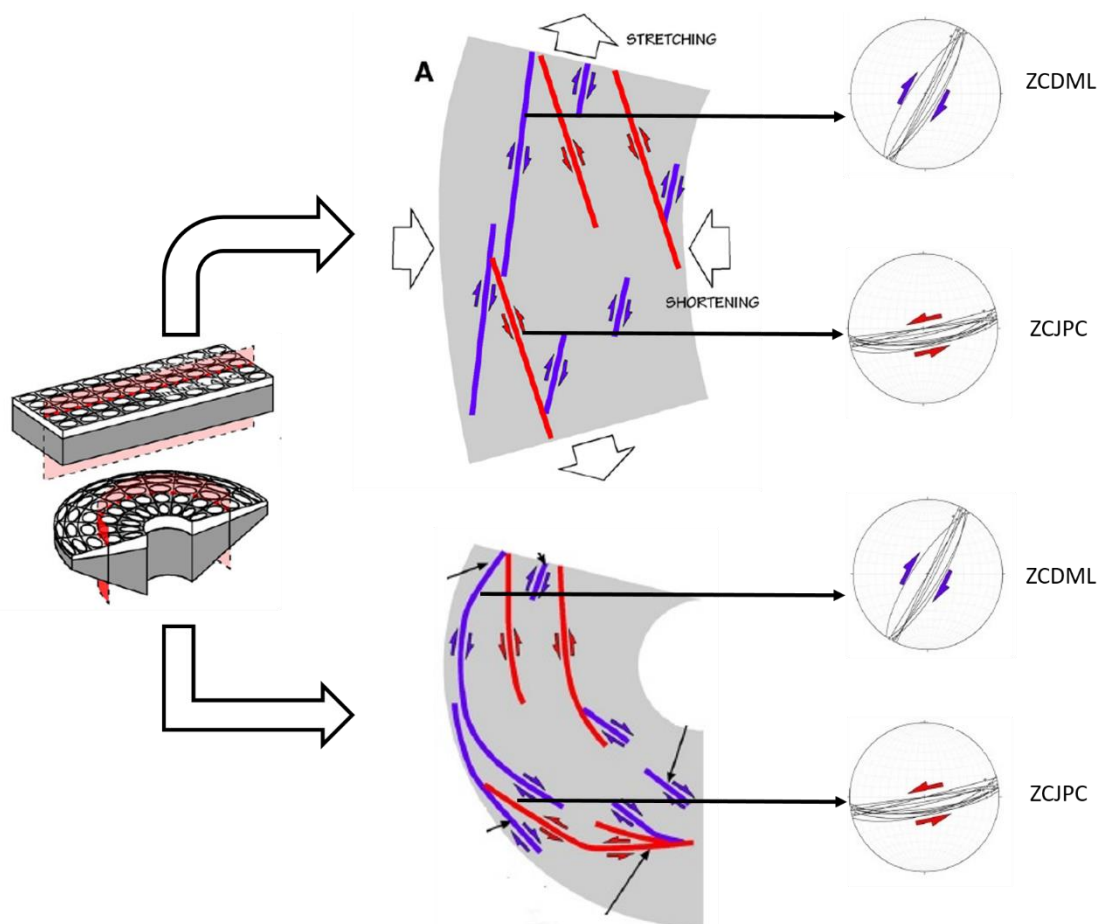 STRETCHING
A
ZCDML
SHORTENING
ZCJPC
ZCDML
ZCJPC